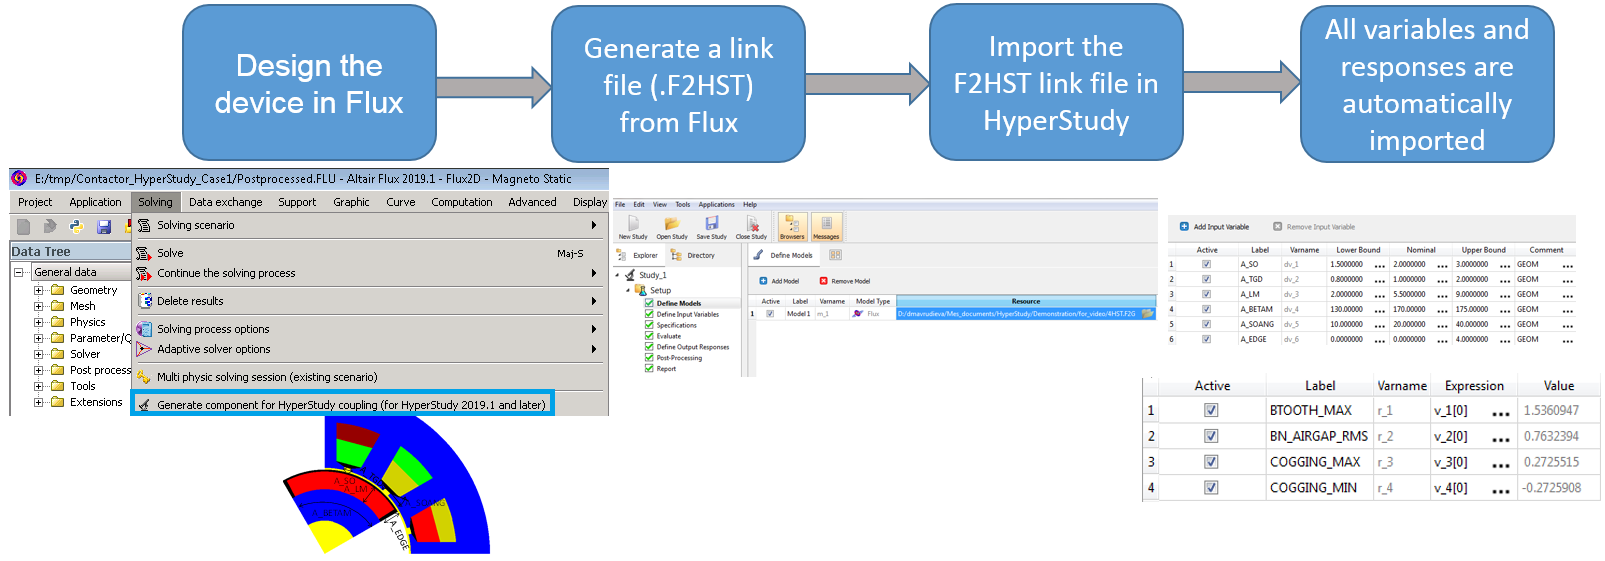 Design the
device in Flux
Generate a link
file (.F2HST)
from Flux
Import the
F2HST link file in
HyperStudy
All variables and
responses are
automatically
imported
E:/tmp/Contactor_HyperStudy_Case1/Postprocessed.FLU - Altair Flux 2019.1 - Flux2D - Magneto Static
Project Application Solving Data exchange Support Graphic Curve Computation Advanced Display
Data Tree
General data
Geometry
Mesh
Physics
Parameter/Q
Solver
Post process
Tools
Extensions
Solving scenario
Solve Maj-S
Continue the solving process
Delete results
Solving process options
Adaptive solver options
Multi physic solving session (existing scenario)
Generate component for HyperStudy coupling (for HyperStudy 2019.1 and later)
A_SO
A_LM
A_BETAM
A_EDGE
File Edit View Tools Applications Help
New Study Open Study Save Study Close Study Browsers Messages
Explorer Directory Define Models
Study_1
Setup
Define Models
Define Input Variables
Specifications
Evaluate
Define Output Responses
Post-Processing
Report
Add Model Remove Model
Active Label Varname Model Type Resource
1 Model 1 m_1 Flux D:/dmavrudieva/Mes_documents/HyperStudy/Demonstration/for_video/4HST.F2G
Add Input Variable Remove Input Variable
Active Label Varname Lower Bound Nominal Upper Bound Comment
1 A_SO dv_1 1.5000000 ... 2.0000000 ... 3.0000000 ... GEOM ...
2 A_TGD dv_2 0.8000000 ... 1.0000000 ... 2.0000000 ... GEOM ...
3 A_LM dv_3 2.0000000 ... 5.5000000 ... 9.0000000 ... GEOM ...
4 A_BETAM dv_4 130.00000 ... 170.00000 ... 175.00000 ... GEOM ...
5 A_SOANG dv_5 10.000000 ... 20.000000 ... 40.000000 ... GEOM ...
6 A_EDGE dv_6 0.0000000 ... 0.0000000 ... 4.0000000 ... GEOM ...
Active Label Varname Expression Value
1 BTOOTH_MAX r_1 v_1[0] ... 1.5360947
2 BN_AIRGAP_RMS r_2 v_2[0] ... 0.7632394
3 COGGING_MAX r_3 v_3[0] ... 0.2725515
4 COGGING_MIN r_4 v_4[0] ... -0.2725908